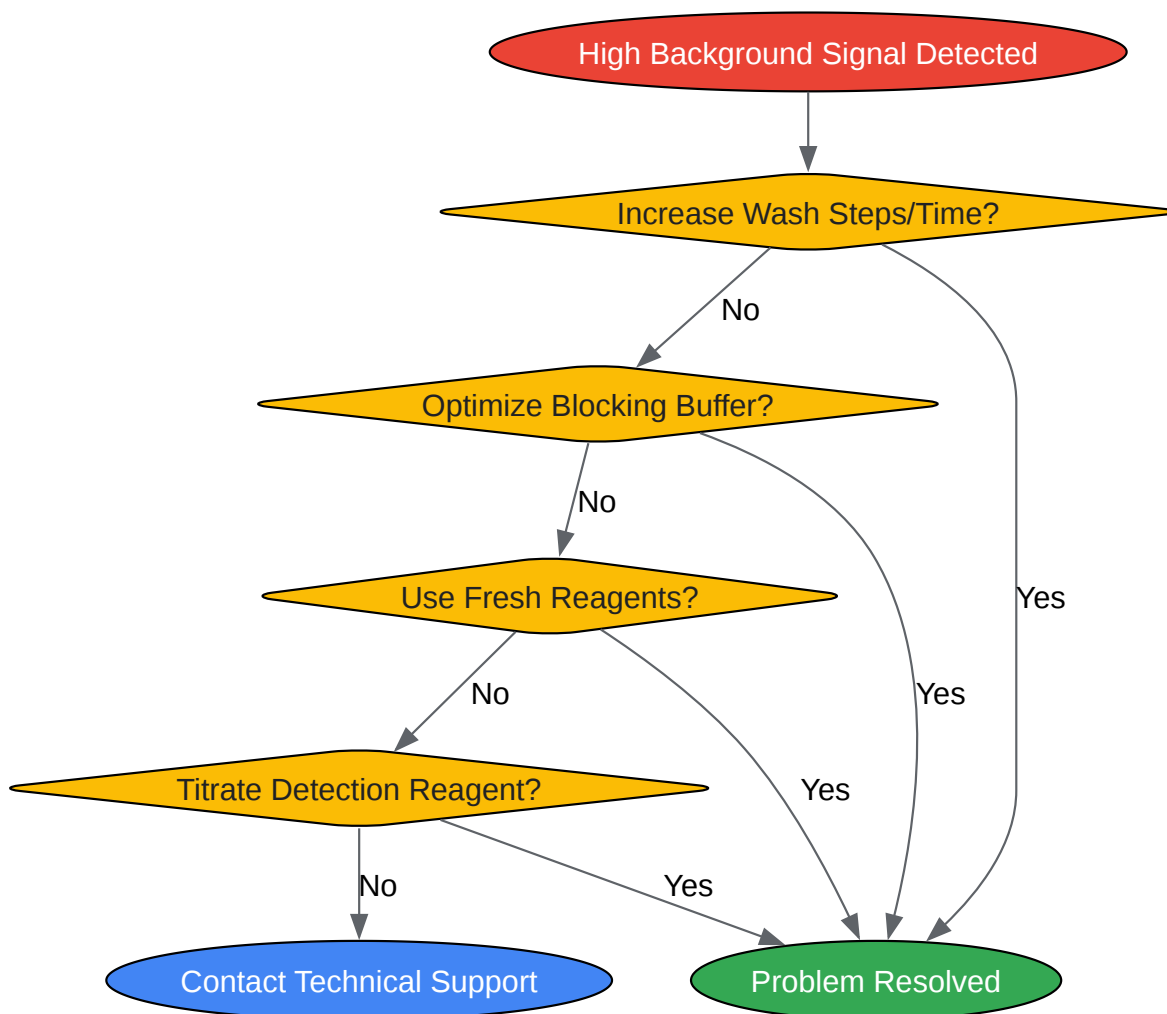 High Background Signal Detected
Increase Wash Steps/Time?
No
Optimize Blocking Buffer?
No
Yes
Use Fresh Reagents?
No
Yes
Titrate Detection Reagent?
Yes
No
Yes
Contact Technical Support
Problem Resolved